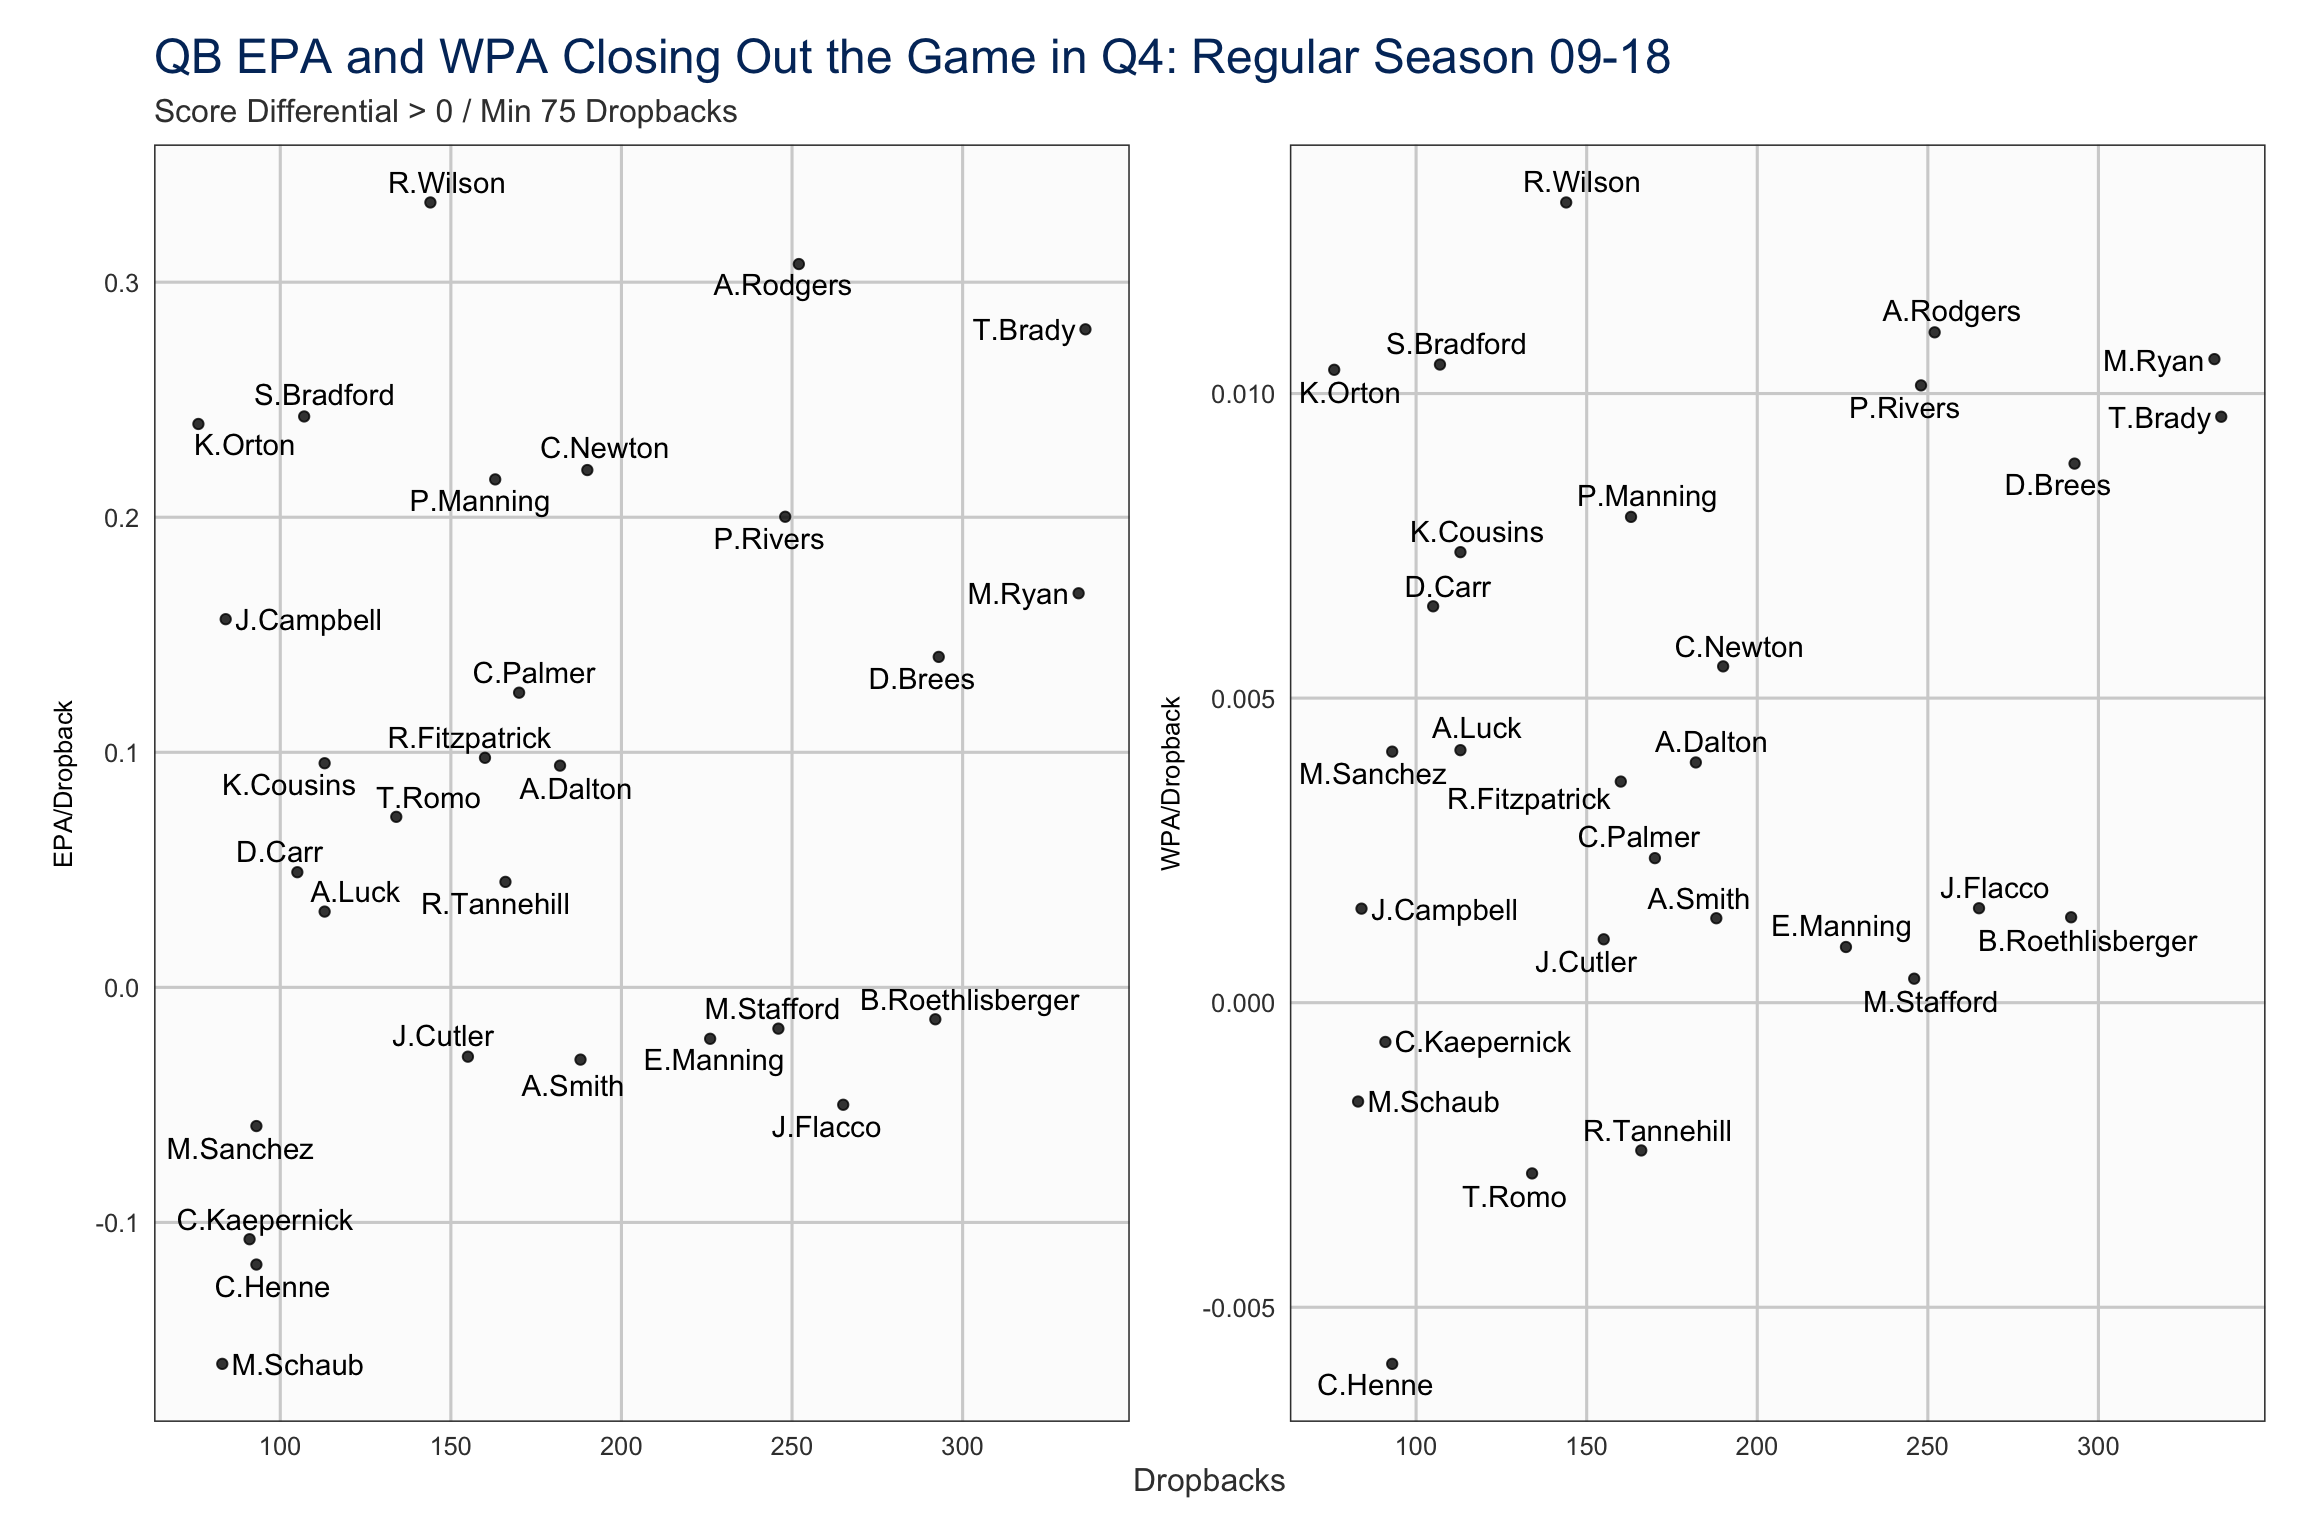 QB EPA and WPA Closing Out the Game in Q4: Regular Season 09-18
Score Differential > 0 / Min 75 Dropbacks
EPA/Dropback
0.3
0.2
0.1
0.0
-0.1
R.Wilson
A.Rodgers
T.Brady
S.Bradford
K.Orton
C.Newton
P.Manning
P.Rivers
M.Ryan
J.Campbell
C.Palmer
D.Brees
R.Fitzpatrick
K.Cousins
A.Dalton
T.Romo
D.Carr
A.Luck
R.Tannehill
M.Stafford
B.Roethlisberger
J.Cutler
E.Manning
A.Smith
J.Flacco
M.Sanchez
C.Kaepernick
C.Henne
M.Schaub
100 150 200 250 300
WPA/Dropback
0.010
0.005
0.000
-0.005
R.Wilson
A.Rodgers
S.Bradford
M.Ryan
K.Orton
P.Rivers
T.Brady
D.Brees
P.Manning
K.Cousins
D.Carr
C.Newton
A.Luck
A.Dalton
M.Sanchez
R.Fitzpatrick
C.Palmer
J.Flacco
A.Smith
J.Campbell
E.Manning
B.Roethlisberger
J.Cutler
M.Stafford
C.Kaepernick
M.Schaub
R.Tannehill
T.Romo
C.Henne
100 150 200 250 300
Dropbacks